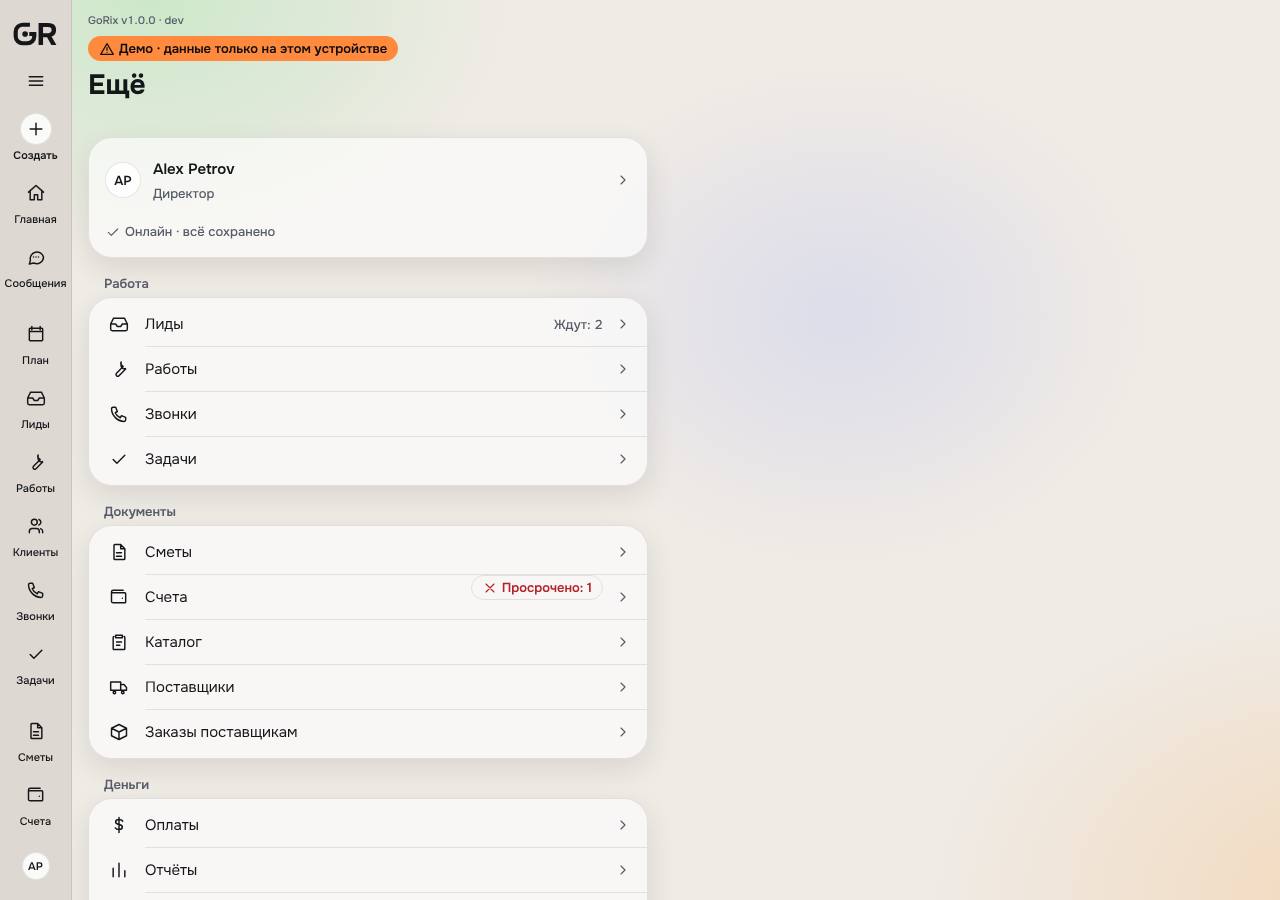 GR
GoRix v1.0.0 · dev
Демо · данные только на этом устройстве
Ещё
Создать
Главная
Сообщения
План
Лиды
Работы
Клиенты
Звонки
Задачи
Сметы
Счета
AP
AP
Alex Petrov
Директор
Онлайн · всё сохранено
Работа
Лиды
Ждут: 2
Работы
Звонки
Задачи
Документы
Сметы
Счета
Просрочено: 1
Каталог
Поставщики
Заказы поставщикам
Деньги
Оплаты
Отчёты